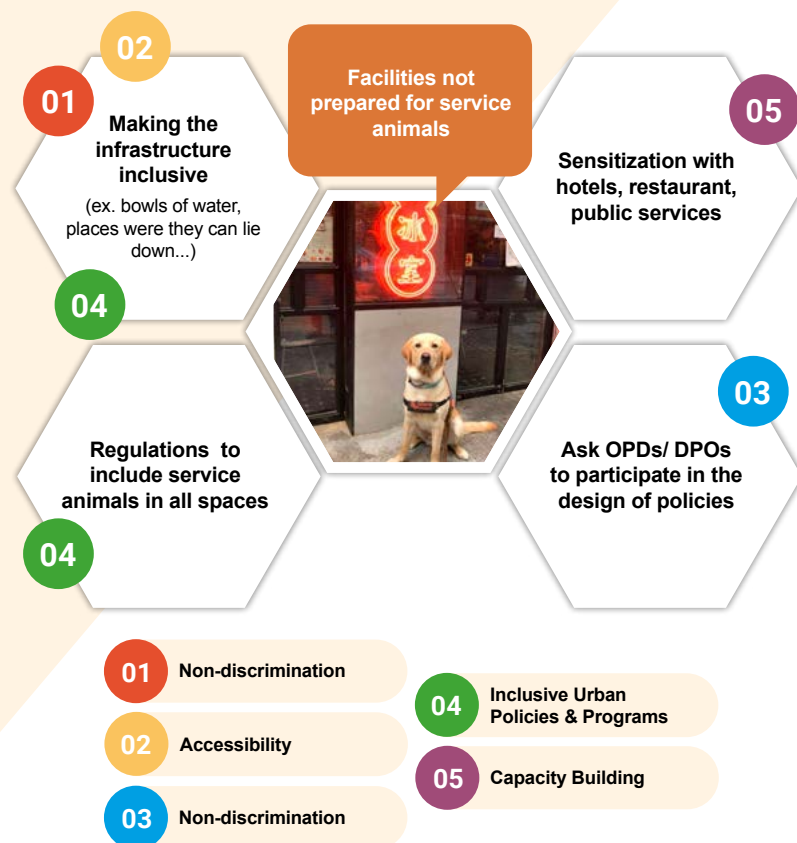 02
01
Making the
infrastructure
inclusive
(ex. bowls of water,
places were they can lie
down...)
04
Facilities not
prepared for service
animals
05
Sensitization with
hotels, restaurant,
public services
冰
室
Regulations to
include service
animals in all spaces
04
03
Ask OPDs/ DPOs
to participate in the
design of policies
01 Non-discrimination
02 Accessibility
03 Non-discrimination
04 Inclusive Urban
Policies & Programs
05 Capacity Building